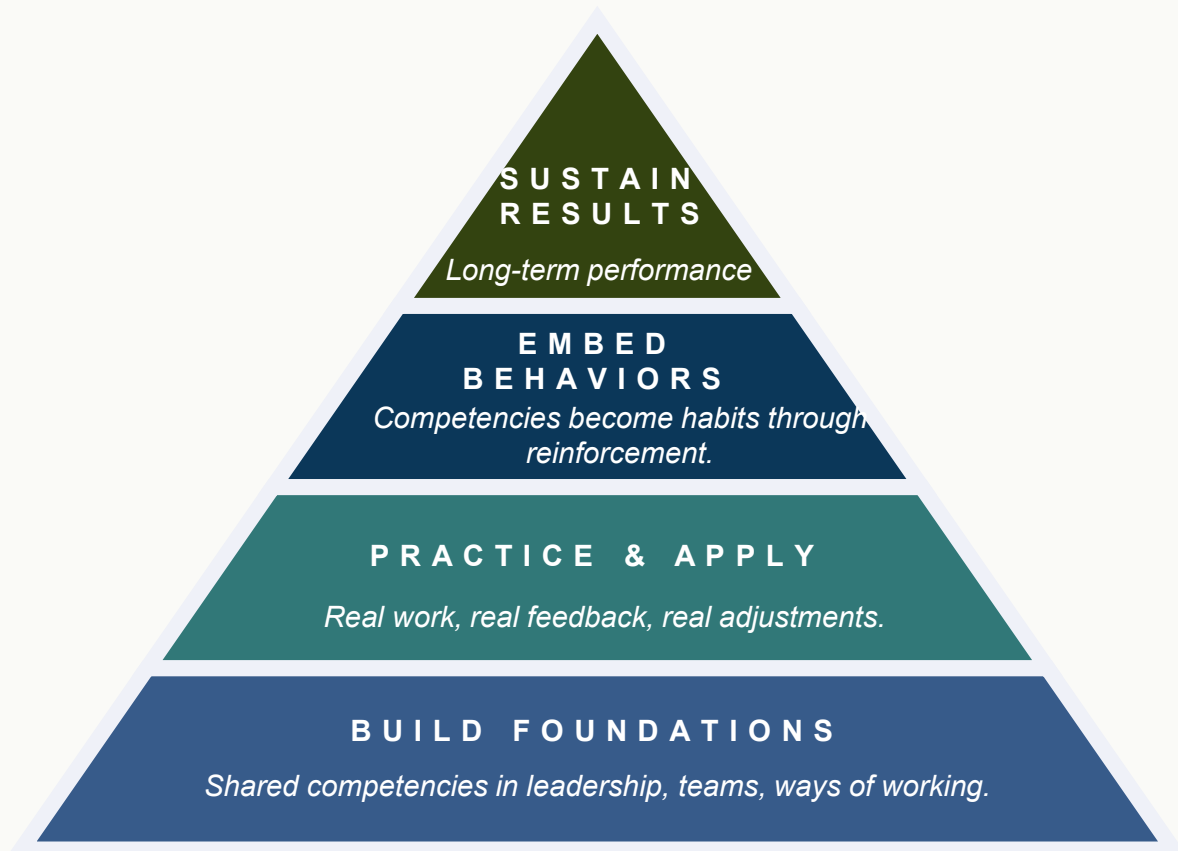 SUSTAIN
RESULTS
Long-term performance
EMBED
BEHAVIORS
Competencies become habits through
reinforcement.
PRACTICE & APPLY
Real work, real feedback, real adjustments.
BUILD FOUNDATIONS
Shared competencies in leadership, teams, ways of working.